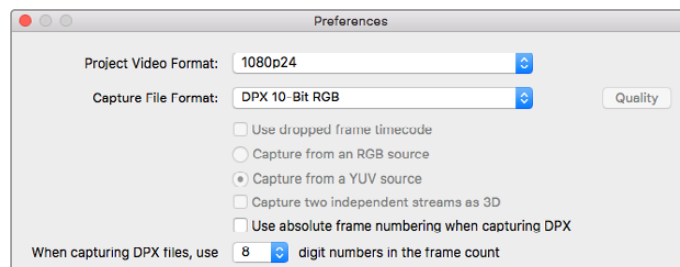 Preferences
Project Video Format: 1080p24
Capture File Format: DPX 10-Bit RGB Quality
Use dropped frame timecode
Capture from an RGB source
Capture from a YUV source
Capture two independent streams as 3D
Use absolute frame numbering when capturing DPX
When capturing DPX files, use 8 digit numbers in the frame count